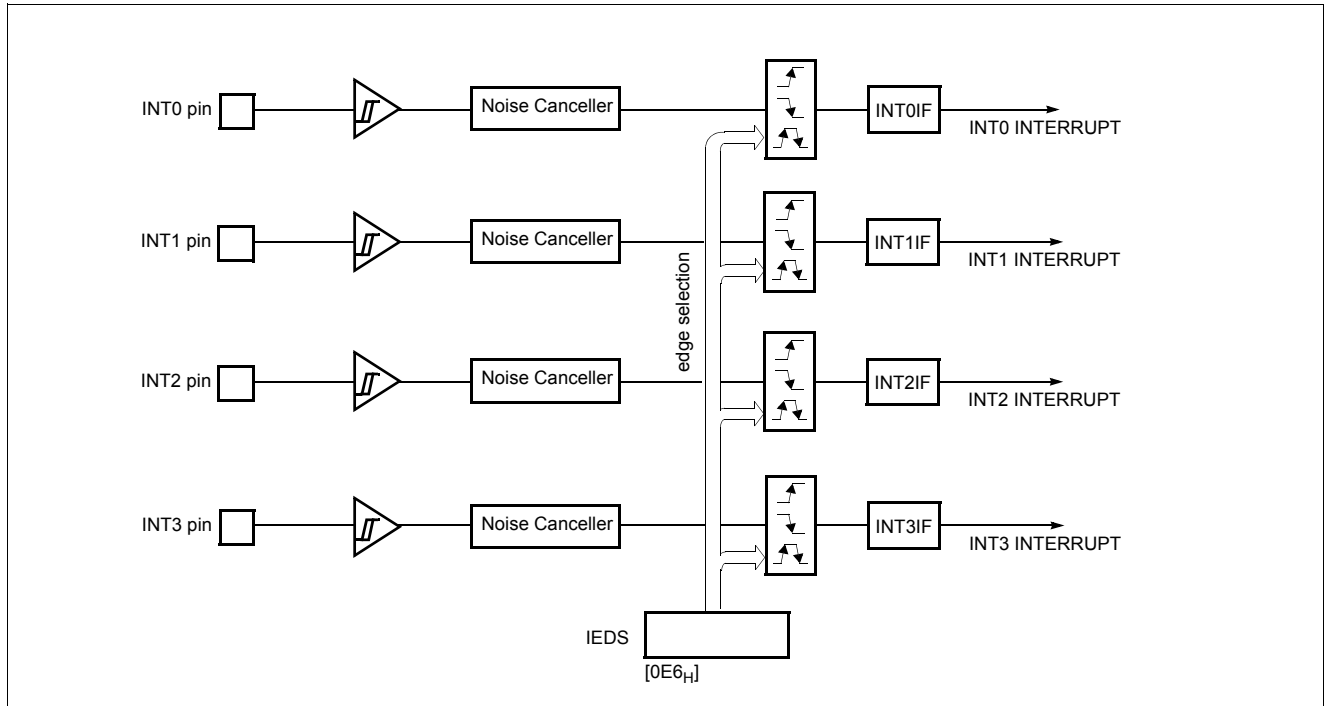 INT0 pin
Noise Canceller
INT0IF
INT0 INTERRUPT
INT1 pin
Noise Canceller
INT1IF
INT1 INTERRUPT
edge selection
INT2 pin
Noise Canceller
INT2IF
INT2 INTERRUPT
INT3 pin
Noise Canceller
INT3IF
INT3 INTERRUPT
IEDS
[0E6H]